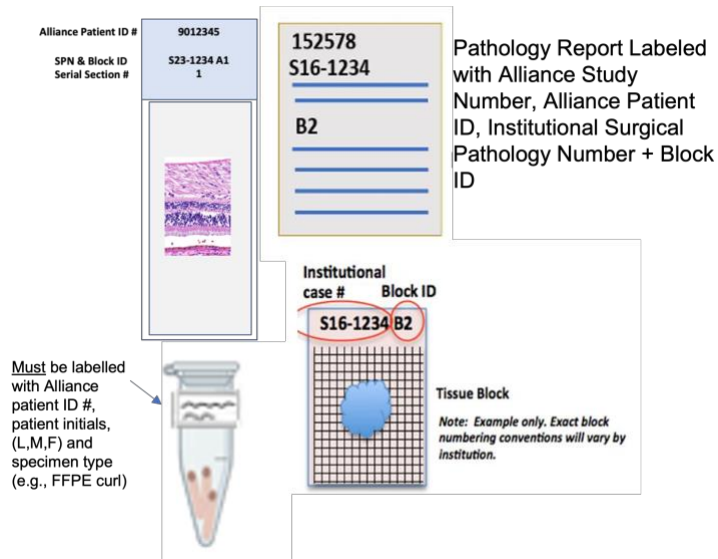 Alliance Patient ID # 9012345
SPN & Block ID S23-1234 A1
Serial Section # 1
152578
S16-1234
B2
Pathology Report Labeled
with Alliance Study
Number, Alliance Patient
ID, Institutional Surgical
Pathology Number + Block
ID
Institutional
case # Block ID
S16-1234 B2
Tissue Block
Note: Example only. Exact block
numbering conventions will vary by
institution.
Must be labelled
with Alliance
patient ID #,
patient initials,
(L,M,F) and
specimen type
(e.g., FFPE curl)